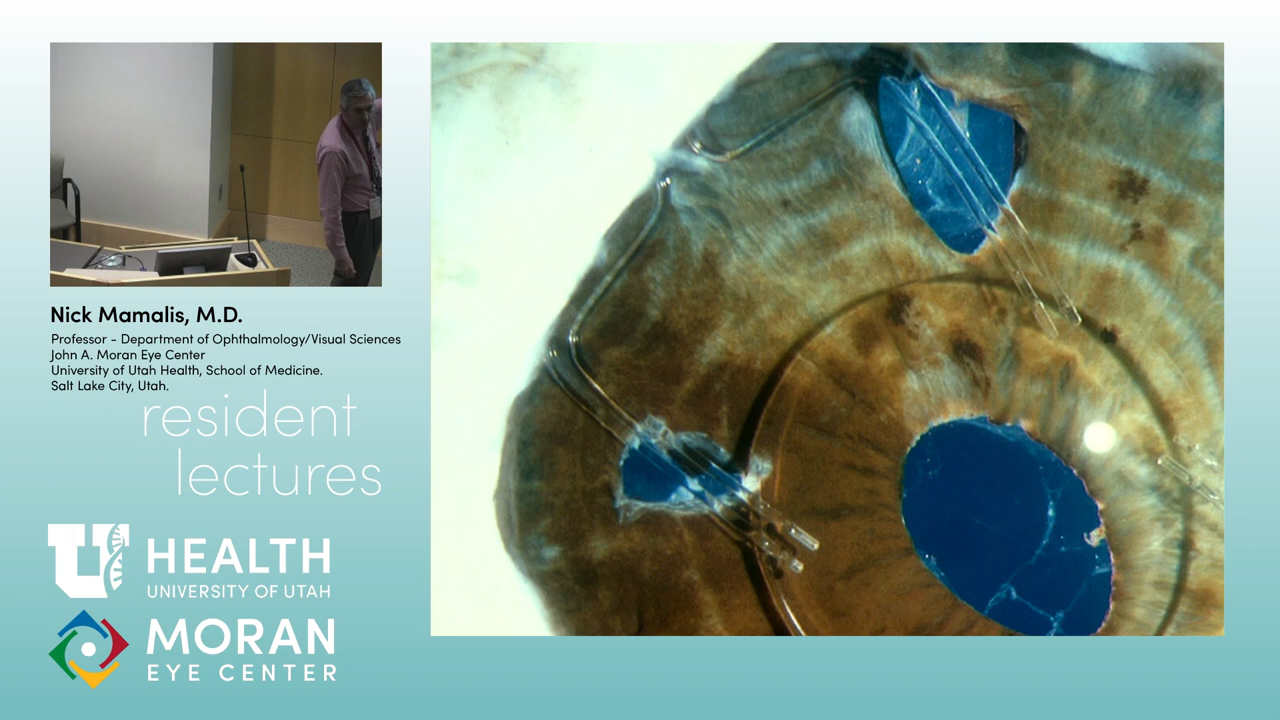 Nick Mamalis, M.D.
Professor - Department of Ophthalmology/Visual Sciences
John A. Moran Eye Center
University of Utah Health, School of Medicine.
Salt Lake City, Utah.
resident
lectures
U HEALTH
UNIVERSITY OF UTAH
MORAN
EYE CENTER